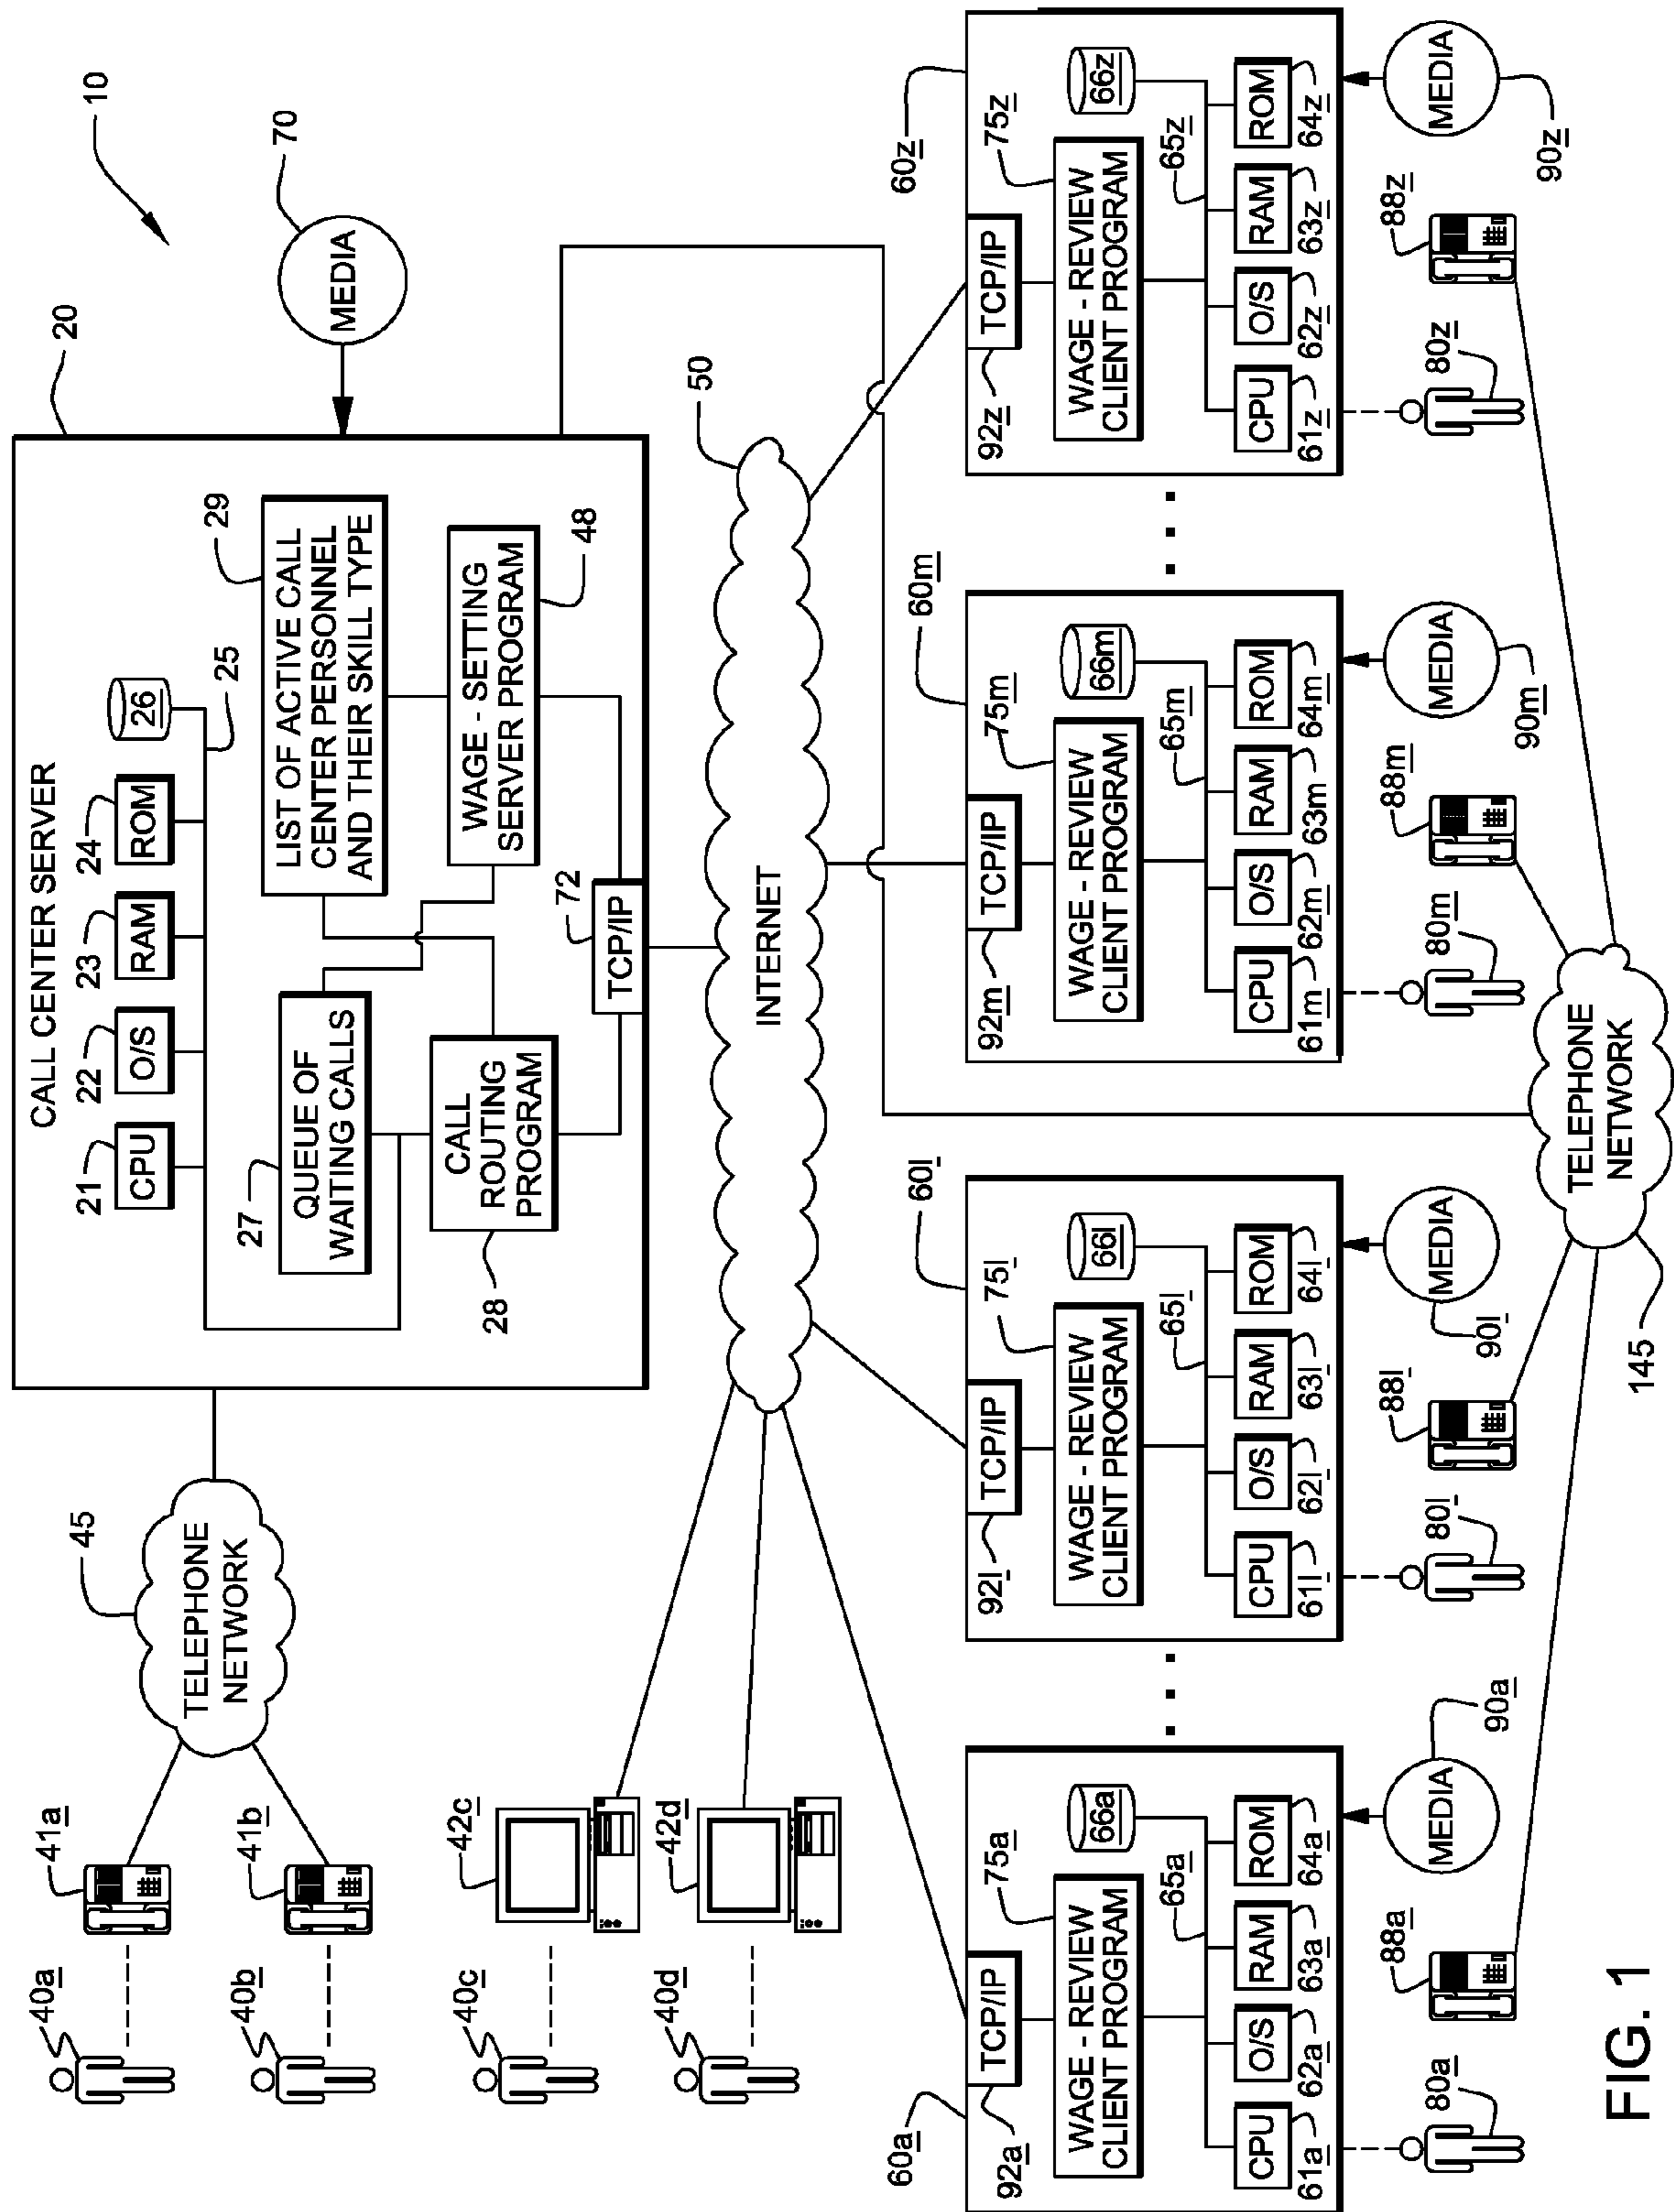 10
CALL CENTER SERVER
20
70
MEDIA
21
CPU
22
O/S
23
RAM
24
ROM
26
25
27
QUEUE OF
WAITING CALLS
29
LIST OF ACTIVE CALL
CENTER PERSONNEL
AND THEIR SKILL TYPE
28
CALL
ROUTING
PROGRAM
WAGE - SETTING
SERVER PROGRAM
48
72
TCP/IP
45
TELEPHONE
NETWORK
40a
41a
40b
41b
40c
42c
40d
42d
INTERNET
50
60a
92a
TCP/IP
75a
WAGE - REVIEW
CLIENT PROGRAM
66a
65a
CPU
O/S
RAM
ROM
61a
62a
63a
64a
80a
88a
MEDIA
90a
60l
92l
TCP/IP
75l
WAGE - REVIEW
CLIENT PROGRAM
66l
65l
CPU
O/S
RAM
ROM
61l
62l
63l
64l
80l
88l
MEDIA
90l
60m
92m
TCP/IP
75m
WAGE - REVIEW
CLIENT PROGRAM
66m
65m
CPU
O/S
RAM
ROM
61m
62m
63m
64m
80m
88m
MEDIA
90m
60z
92z
TCP/IP
75z
WAGE - REVIEW
CLIENT PROGRAM
66z
65z
CPU
O/S
RAM
ROM
61z
62z
63z
64z
80z
88z
MEDIA
90z
TELEPHONE
NETWORK
145
FIG. 1